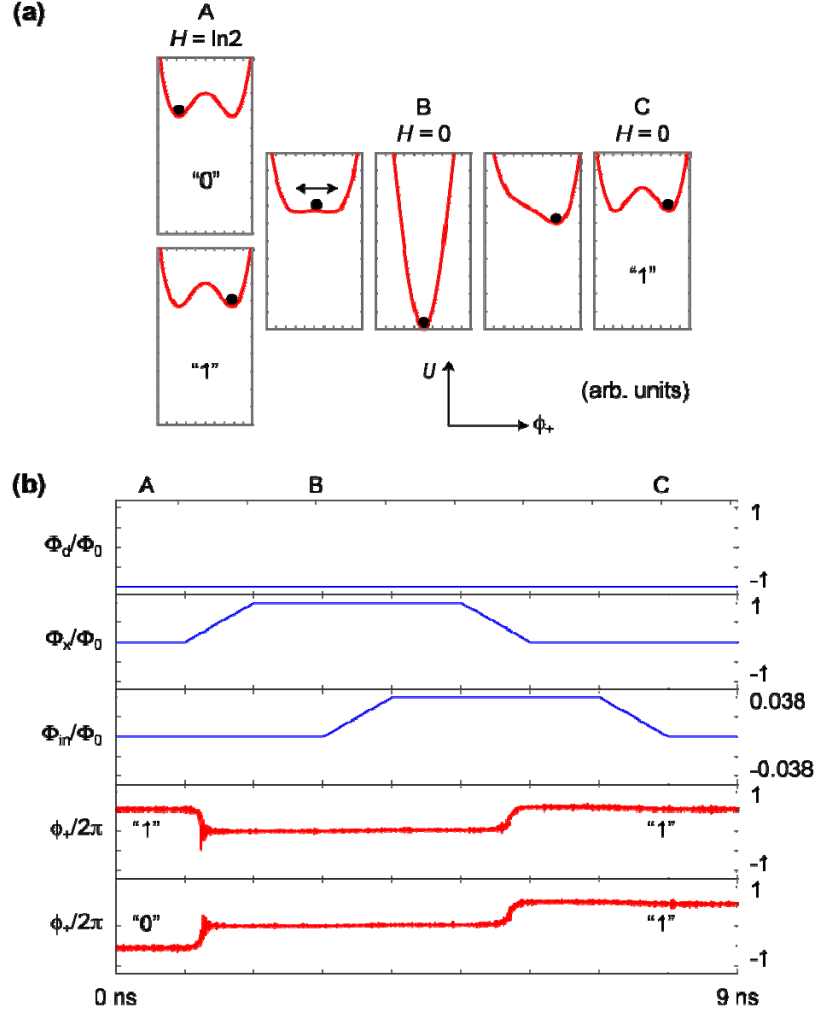 (a)
A
H = ln2
"0"
"1"
B
H = 0
C
H = 0
"1"
U
ϕ₊
(arb. units)
(b)
A B C
Φd/Φ0
1
-1
Φx/Φ0
1
-1
Φin/Φ0
0.038
-0.038
ϕ₊/2π
"1"
"1"
1
-1
ϕ₊/2π
"0"
"1"
1
-1
0 ns 9 ns